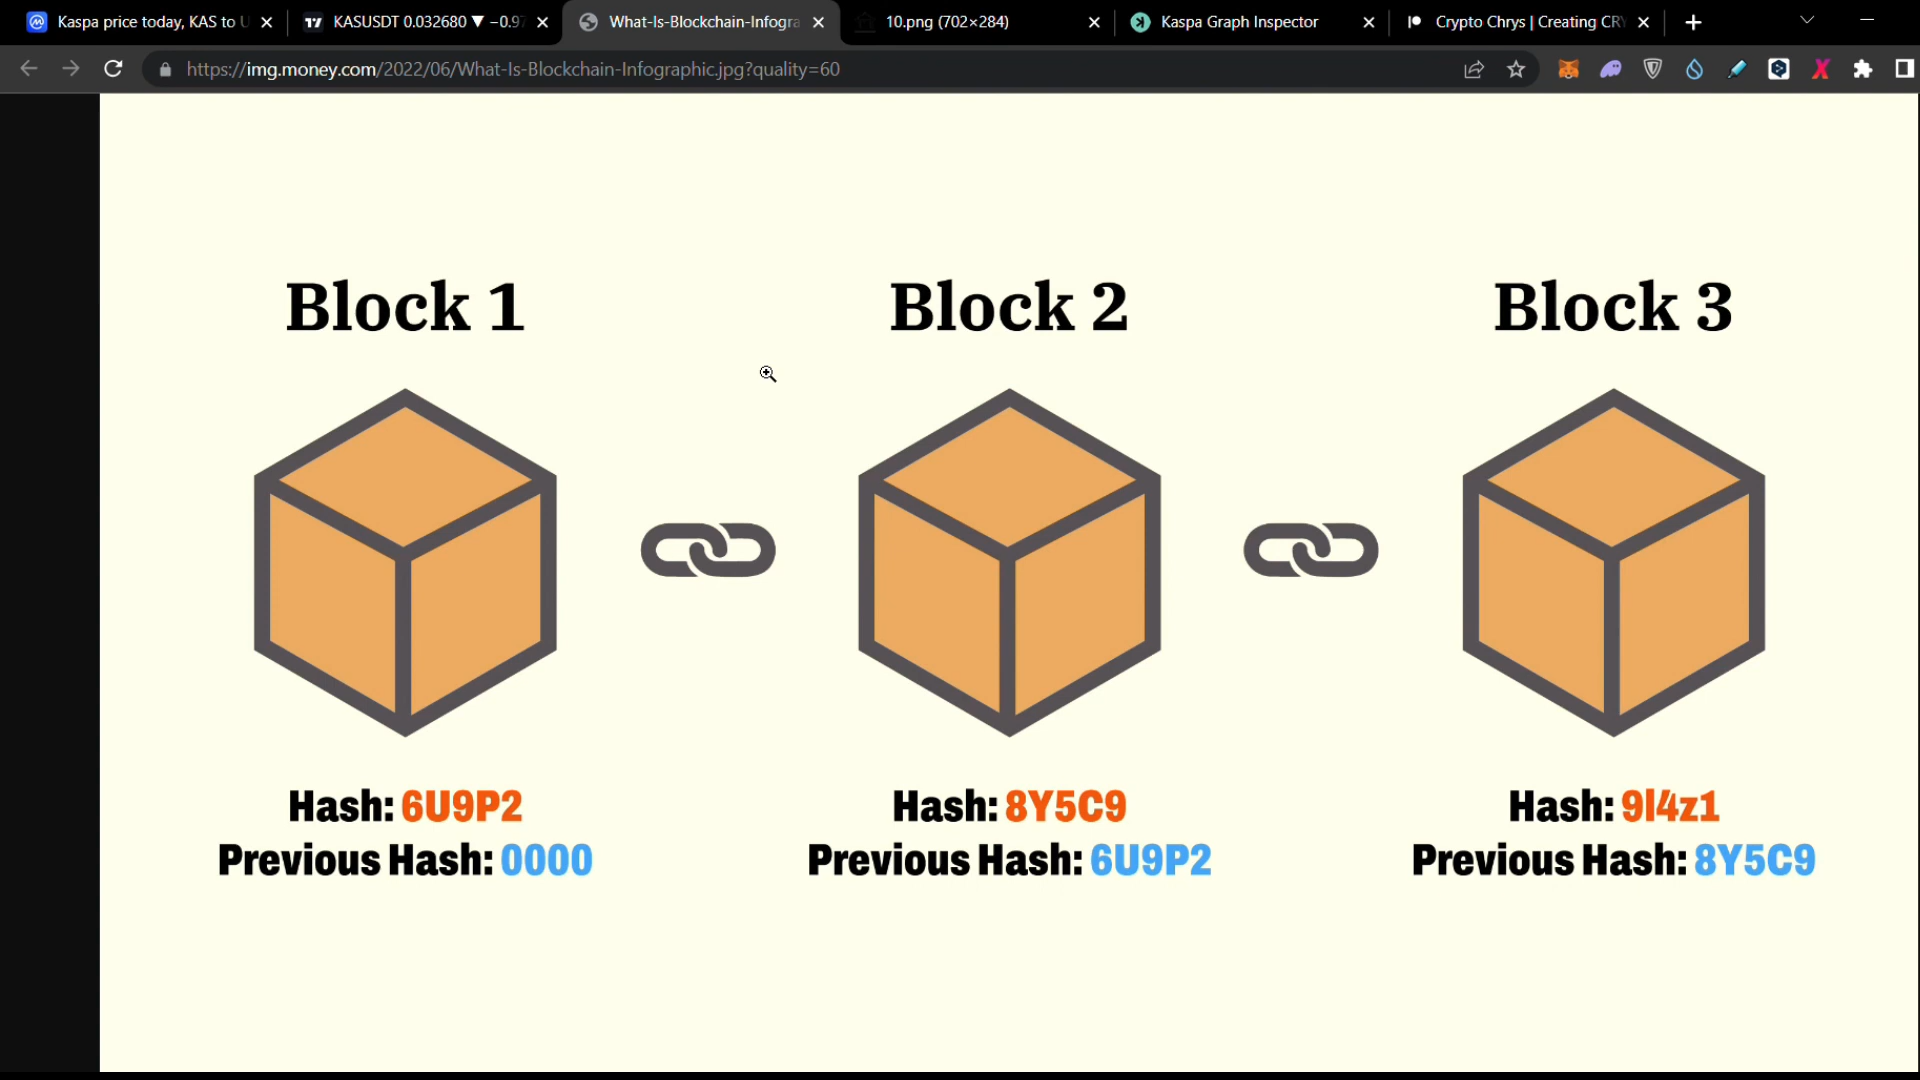 Kaspa price today, KAS to U
KASUSDT 0.032680 ▼ −0.97
What-Is-Blockchain-Infogra
10.png (702×284)
Kaspa Graph Inspector
Crypto Chrys | Creating CRY
https://img.money.com/2022/06/What-Is-Blockchain-Infographic.jpg?quality=60
Block 1
Block 2
Block 3
Hash: 6U9P2
Previous Hash: 0000
Hash: 8Y5C9
Previous Hash: 6U9P2
Hash: 9l4z1
Previous Hash: 8Y5C9